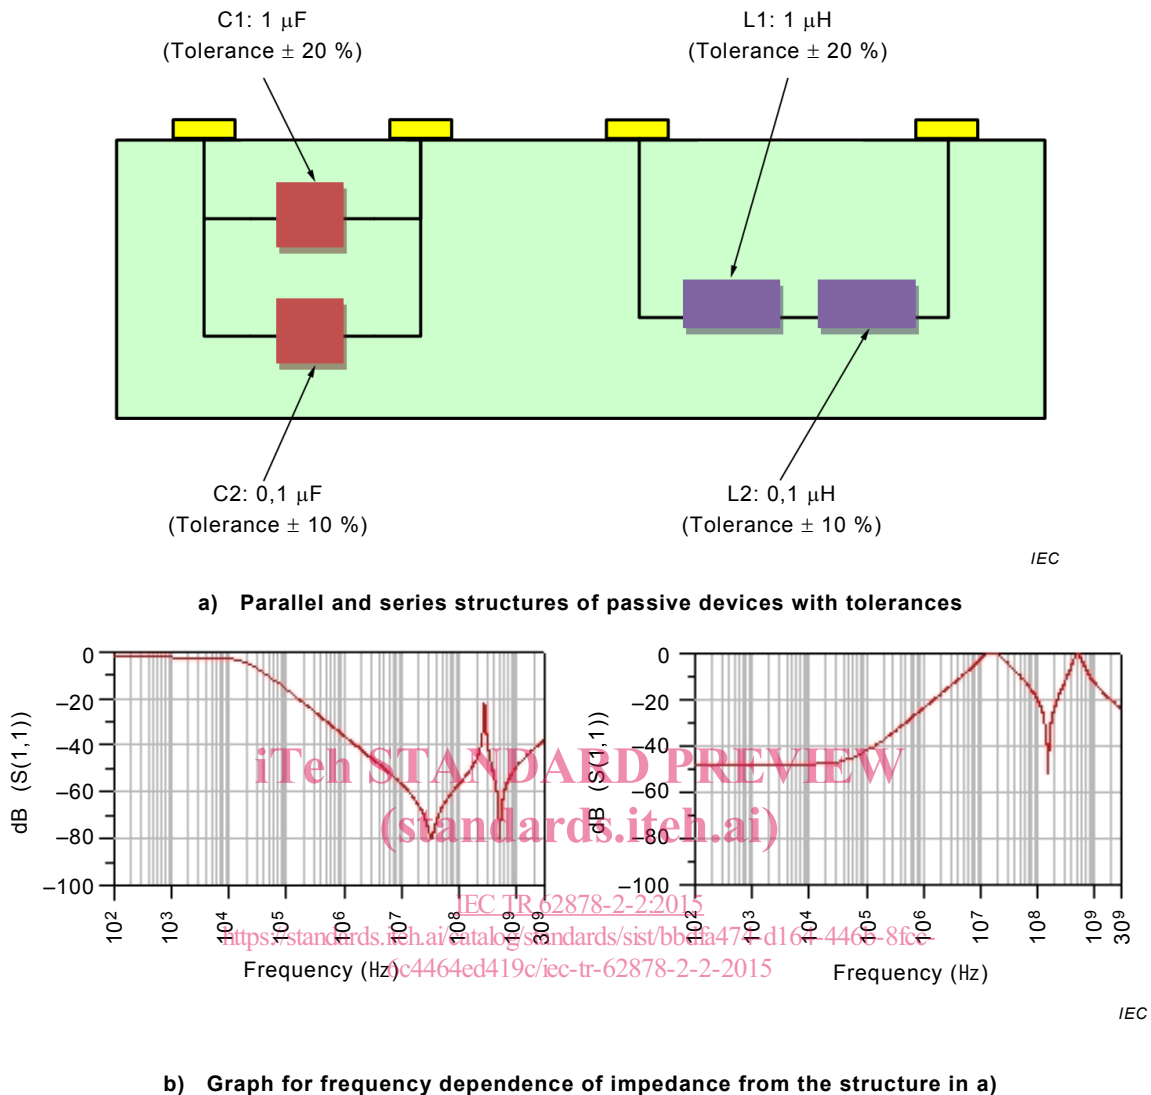 C1: 1 μF
(Tolerance ± 20 %)
L1: 1 μH
(Tolerance ± 20 %)
C2: 0,1 μF
(Tolerance ± 10 %)
L2: 0,1 μH
(Tolerance ± 10 %)
IEC
a) Parallel and series structures of passive devices with tolerances
dB (S(1,1))
0
–20
–40
–60
–80
–100
10²
10³
10⁴
10⁵
10⁶
10⁷
10⁸
10⁹
30⁹
Frequency (Hz)
dB (S(1,1))
0
–20
–40
–60
–80
–100
10²
10³
10⁴
10⁵
10⁶
10⁷
10⁸
10⁹
30⁹
Frequency (Hz)
iTeh STANDARD PREVIEW
(standards.iteh.ai)
IEC TR 62878-2-2:2015
https://standards.iteh.ai/catalog/standards/sist/bbdfa474-d164-446b-8fce-
6c4464ed419c/iec-tr-62878-2-2-2015
IEC
b) Graph for frequency dependence of impedance from the structure in a)